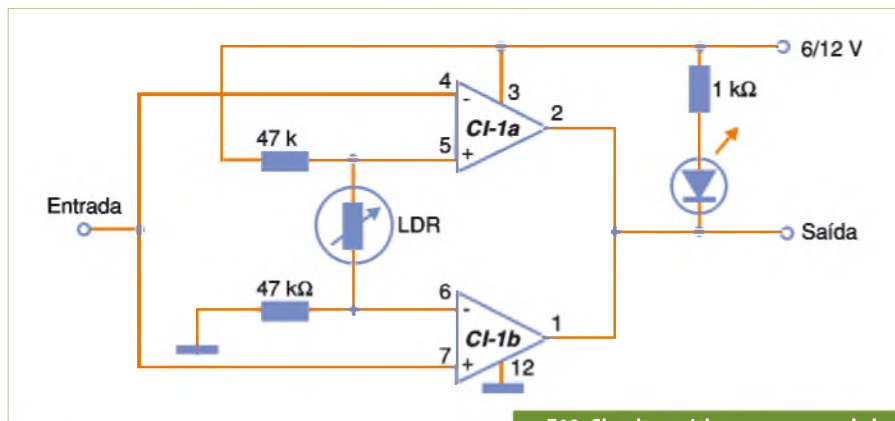 6/12 V
4
-
3
1 kΩ
CI-1a
2
47 k
5
+
Entrada
LDR
Saída
47 kΩ
6
-
CI-1b
1
7
+
12